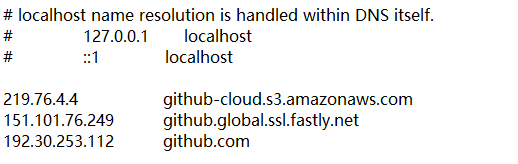 # localhost name resolution is handled within DNS itself.
# 127.0.0.1 localhost
# ::1 localhost
219.76.4.4 github-cloud.s3.amazonaws.com
151.101.76.249 github.global.ssl.fastly.net
192.30.253.112 github.com